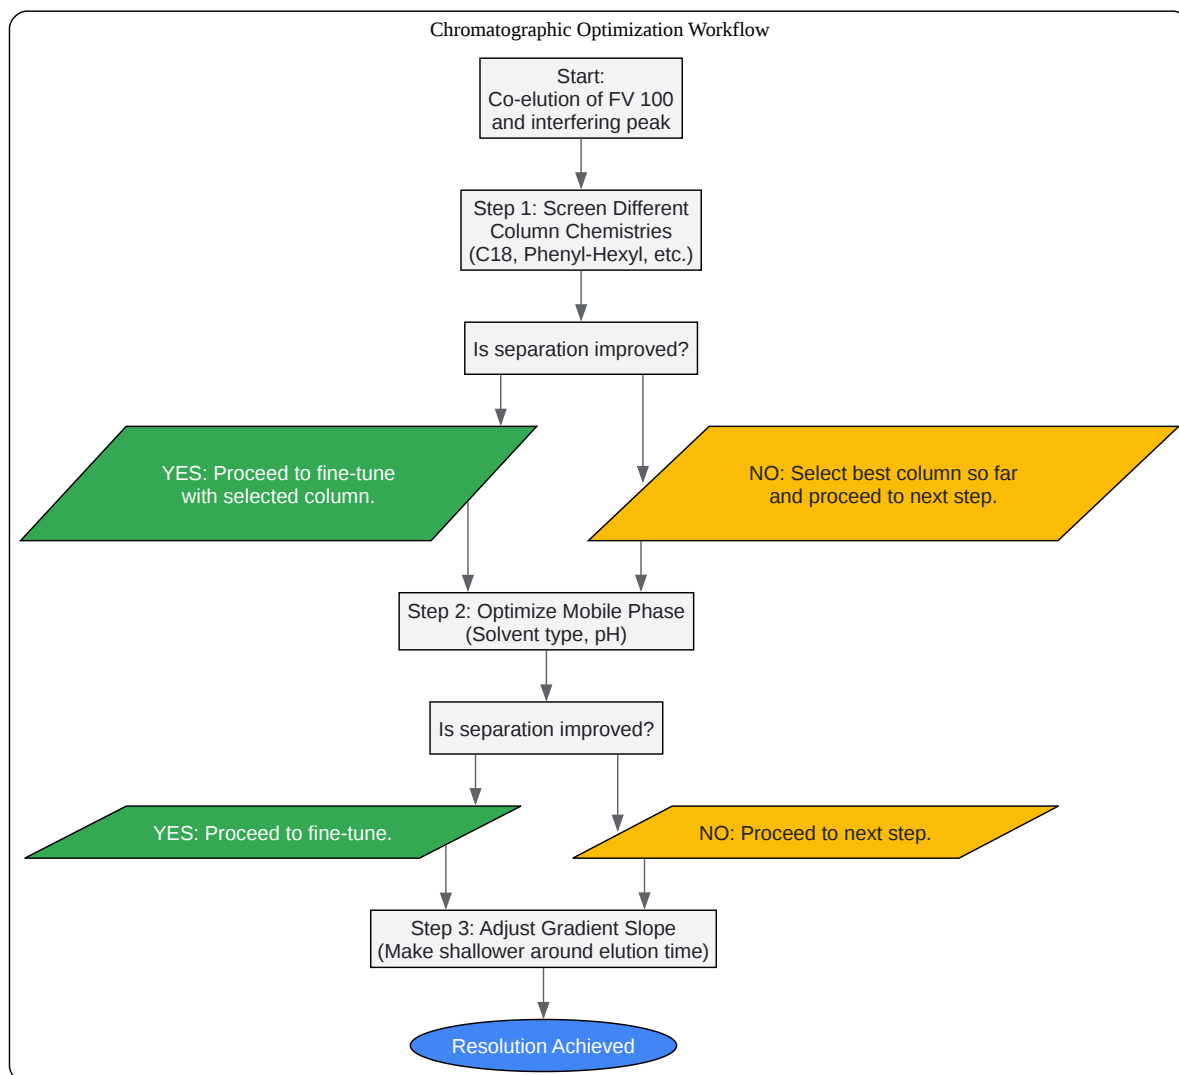 Chromatographic Optimization Workflow
Start:
Co-elution of FV 100
and interfering peak
Step 1: Screen Different
Column Chemistries
(C18, Phenyl-Hexyl, etc.)
Is separation improved?
YES: Proceed to fine-tune
with selected column.
NO: Select best column so far
and proceed to next step.
Step 2: Optimize Mobile Phase
(Solvent type, pH)
Is separation improved?
YES: Proceed to fine-tune.
NO: Proceed to next step.
Step 3: Adjust Gradient Slope
(Make shallower around elution time)
Resolution Achieved